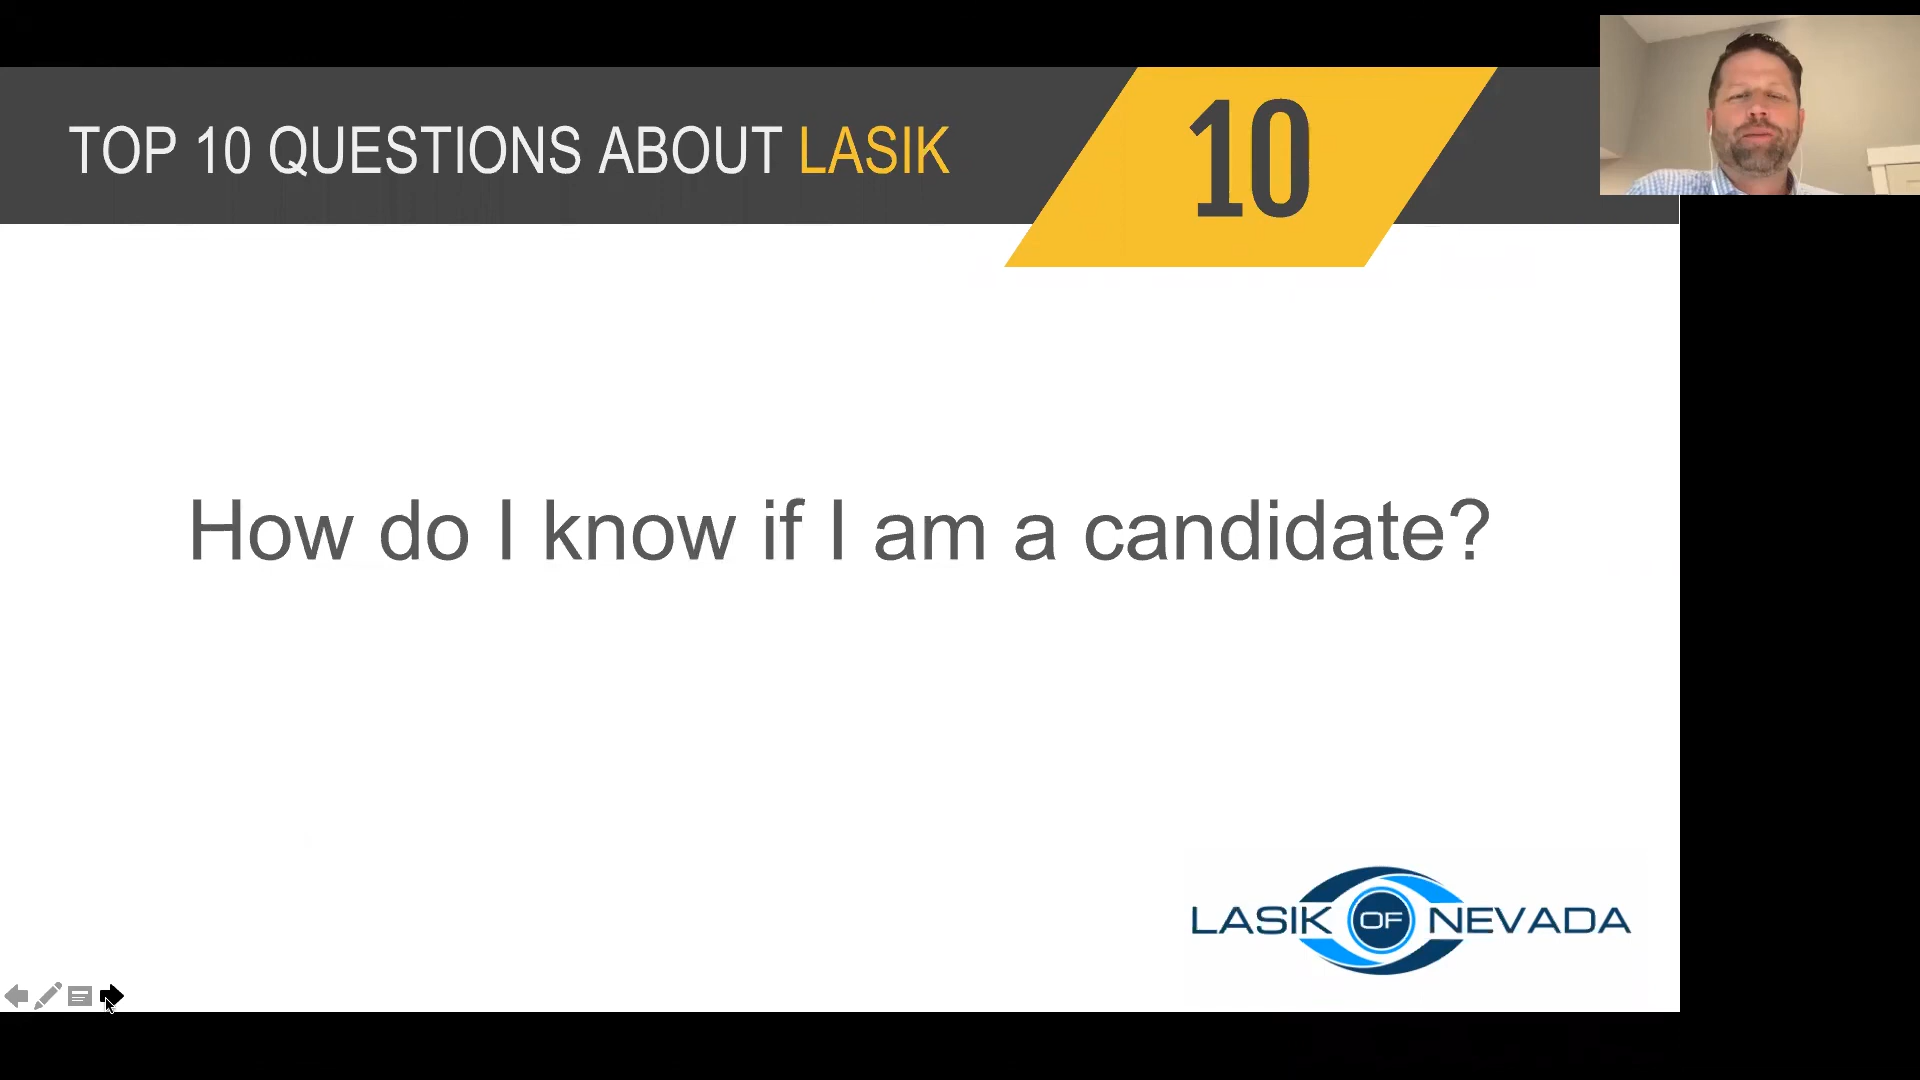 TOP 10 QUESTIONS ABOUT LASIK
10
How do I know if I am a candidate?
LASIK OF NEVADA